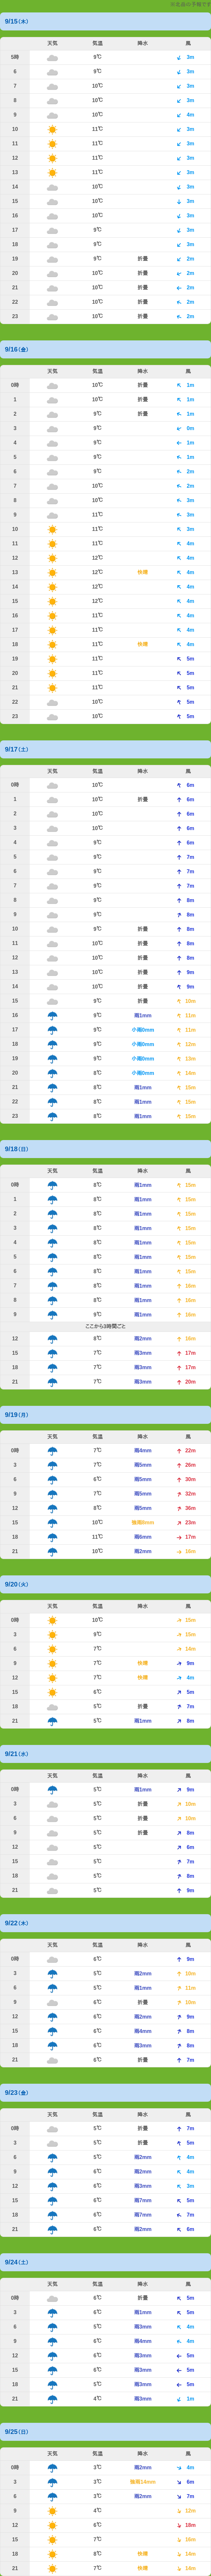 9/15(木)
天気 気温 降水 風
5時 9℃ 3m
6 9℃ 3m
7 10℃ 3m
8 10℃ 3m
9 10℃ 4m
10 11℃ 3m
11 11℃ 3m
12 11℃ 3m
13 11℃ 3m
14 10℃ 3m
15 10℃ 3m
16 10℃ 3m
17 9℃ 3m
18 9℃ 3m
19 9℃ 折畳 2m
20 10℃ 折畳 2m
21 10℃ 折畳 2m
22 10℃ 折畳 2m
23 10℃ 折畳 2m
9/16(金)
天気 気温 降水 風
0時 10℃ 折畳 1m
1 10℃ 折畳 1m
2 9℃ 折畳 1m
3 9℃ 0m
4 9℃ 1m
5 9℃ 1m
6 9℃ 2m
7 10℃ 2m
8 10℃ 3m
9 11℃ 3m
10 11℃ 3m
11 11℃ 4m
12 12℃ 4m
13 12℃ 快適 4m
14 12℃ 4m
15 12℃ 4m
16 11℃ 4m
17 11℃ 4m
18 11℃ 快適 4m
19 11℃ 5m
20 11℃ 5m
21 11℃ 5m
22 10℃ 5m
23 10℃ 5m
9/17(土)
天気 気温 降水 風
0時 10℃ 6m
1 10℃ 折畳 6m
2 10℃ 6m
3 10℃ 6m
4 9℃ 6m
5 9℃ 7m
6 9℃ 7m
7 9℃ 7m
8 9℃ 8m
9 9℃ 8m
10 9℃ 折畳 8m
11 10℃ 折畳 8m
12 10℃ 折畳 8m
13 10℃ 折畳 9m
14 10℃ 折畳 9m
15 9℃ 折畳 10m
16 9℃ 雨1mm 11m
17 9℃ 小雨0mm 11m
18 9℃ 小雨0mm 12m
19 9℃ 小雨0mm 13m
20 8℃ 小雨0mm 14m
21 8℃ 雨1mm 15m
22 8℃ 雨1mm 15m
23 8℃ 雨1mm 15m
9/18(日)
天気 気温 降水 風
0時 8℃ 雨1mm 15m
1 8℃ 雨1mm 15m
2 8℃ 雨1mm 15m
3 8℃ 雨1mm 15m
4 8℃ 雨1mm 15m
5 8℃ 雨1mm 15m
6 8℃ 雨1mm 15m
7 8℃ 雨1mm 16m
8 8℃ 雨1mm 16m
9 9℃ 雨1mm 16m
ここから3時間ごと
12 8℃ 雨2mm 16m
15 7℃ 雨3mm 17m
18 7℃ 雨3mm 17m
21 7℃ 雨3mm 20m
9/19(月)
天気 気温 降水 風
0時 7℃ 雨4mm 22m
3 7℃ 雨5mm 26m
6 6℃ 雨5mm 30m
9 7℃ 雨5mm 32m
12 8℃ 雨5mm 36m
15 10℃ 強雨8mm 23m
18 11℃ 雨6mm 17m
21 10℃ 雨2mm 16m
9/20(火)
天気 気温 降水 風
0時 10℃ 15m
3 9℃ 15m
6 7℃ 14m
9 7℃ 快適 9m
12 7℃ 快適 4m
15 6℃ 5m
18 5℃ 折畳 7m
21 5℃ 雨1mm 8m
9/21(水)
天気 気温 降水 風
0時 5℃ 雨1mm 9m
3 5℃ 折畳 10m
6 5℃ 折畳 10m
9 5℃ 折畳 8m
12 5℃ 6m
15 5℃ 7m
18 5℃ 8m
21 5℃ 9m
9/22(木)
天気 気温 降水 風
0時 6℃ 9m
3 5℃ 雨2mm 10m
6 5℃ 雨1mm 11m
9 6℃ 折畳 10m
12 6℃ 雨2mm 9m
15 6℃ 雨4mm 8m
18 6℃ 雨3mm 8m
21 6℃ 折畳 7m
9/23(金)
天気 気温 降水 風
0時 5℃ 折畳 7m
3 5℃ 折畳 5m
6 5℃ 雨2mm 4m
9 6℃ 雨2mm 4m
12 6℃ 雨3mm 3m
15 6℃ 雨7mm 5m
18 6℃ 雨7mm 7m
21 6℃ 雨2mm 6m
9/24(土)
天気 気温 降水 風
0時 6℃ 折畳 5m
3 6℃ 雨1mm 5m
6 5℃ 雨3mm 4m
9 6℃ 雨4mm 4m
12 5℃ 雨3mm 5m
15 6℃ 雨3mm 5m
18 5℃ 雨3mm 5m
21 4℃ 雨3mm 1m
9/25(日)
天気 気温 降水 風
0時 3℃ 雨2mm 4m
3 3℃ 強雨14mm 6m
6 3℃ 雨2mm 7m
9 4℃ 12m
12 6℃ 18m
15 7℃ 16m
18 8℃ 快適 14m
21 7℃ 快適 14m